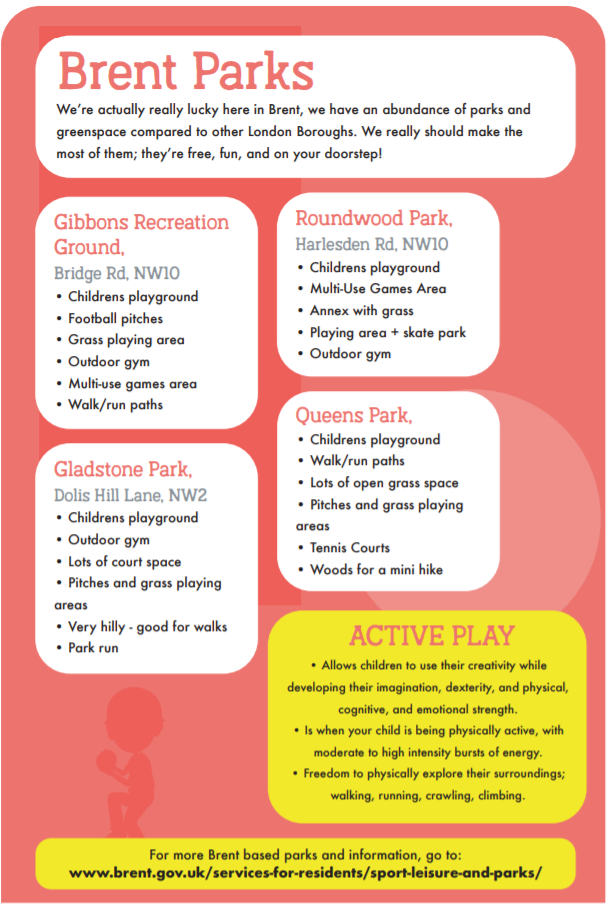 Brent Parks
We're actually really lucky here in Brent, we have an abundance of parks and
greenspace compared to other London Boroughs. We really should make the
most of them; they're free, fun, and on your doorstep!
Gibbons Recreation
Ground,
Bridge Rd, NW10
• Childrens playground
• Football pitches
• Grass playing area
• Outdoor gym
• Multi-use games area
• Walk/run paths
Gladstone Park,
Dolis Hill Lane, NW2
• Childrens playground
• Outdoor gym
• Lots of court space
• Pitches and grass playing
areas
• Very hilly - good for walks
• Park run
Roundwood Park,
Harlesden Rd, NW10
• Childrens playground
• Multi-Use Games Area
• Annex with grass
• Playing area + skate park
• Outdoor gym
Queens Park,
• Childrens playground
• Walk/run paths
• Lots of open grass space
• Pitches and grass playing
areas
• Tennis Courts
• Woods for a mini hike
ACTIVE PLAY
• Allows children to use their creativity while
developing their imagination, dexterity, and physical,
cognitive, and emotional strength.
• Is when your child is being physically active, with
moderate to high intensity bursts of energy.
• Freedom to physically explore their surroundings;
walking, running, crawling, climbing.
For more Brent based parks and information, go to:
www.brent.gov.uk/services-for-residents/sport-leisure-and-parks/